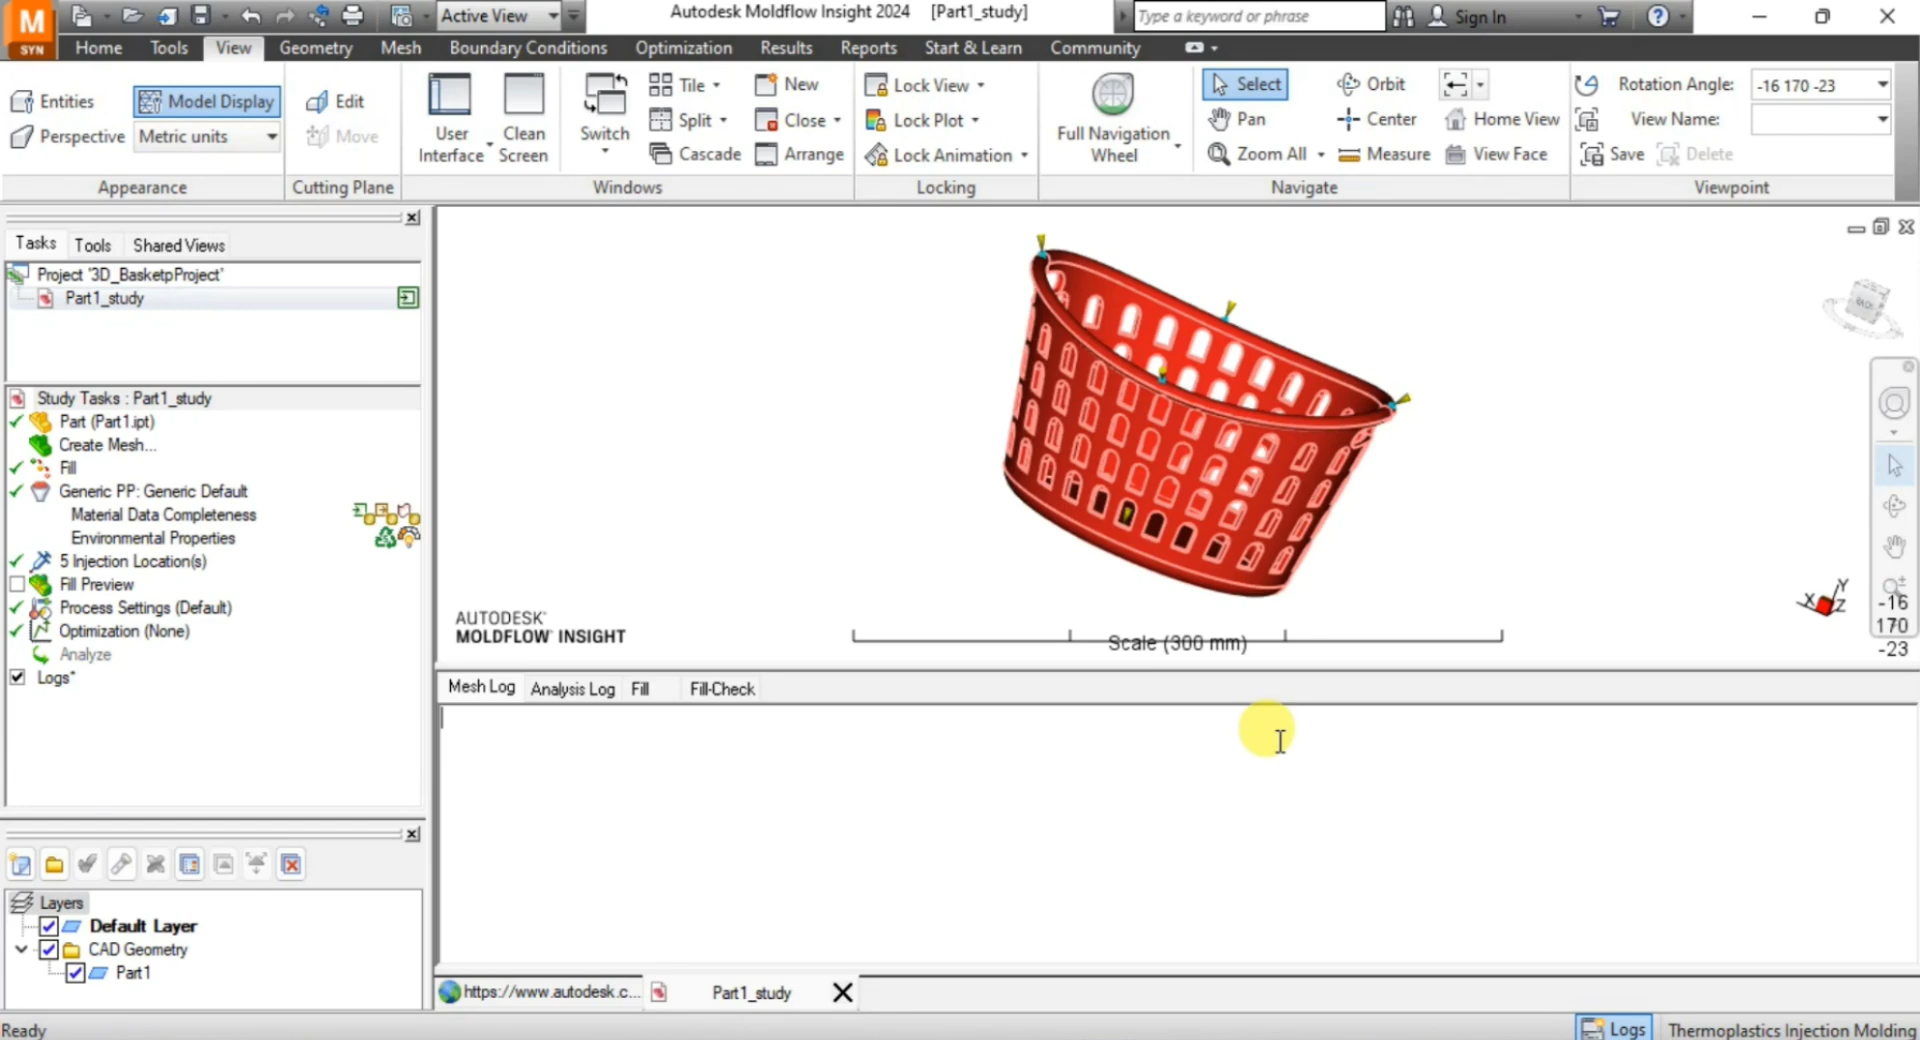 M
SYN
Active View
Autodesk Moldflow Insight 2024 [Part1_study]
Type a keyword or phrase
Sign In
Home Tools View Geometry Mesh Boundary Conditions Optimization Results Reports Start & Learn Community
Entities
Model Display
Perspective
Metric units
Appearance
Edit
Move
Cutting Plane
User Interface
Clean Screen
Switch
Tile
Split
Cascade
New
Close
Arrange
Windows
Lock View
Lock Plot
Lock Animation
Locking
Full Navigation Wheel
Select
Pan
Zoom All
Orbit
Center
Measure
Home View
View Face
Navigate
Rotation Angle: -16 170 -23
View Name:
Save
Delete
Viewpoint
Tasks Tools Shared Views
Project '3D_BasketpProject'
Part1_study
Study Tasks : Part1_study
Part (Part1.ipt)
Create Mesh...
Fill
Generic PP: Generic Default
Material Data Completeness
Environmental Properties
5 Injection Location(s)
Fill Preview
Process Settings (Default)
Optimization (None)
Analyze
Logs*
Layers
Default Layer
CAD Geometry
Part1
AUTODESK
MOLDFLOW INSIGHT
Scale (300 mm)
X Y Z
-16
170
-23
Mesh Log Analysis Log Fill Fill-Check
https://www.autodesk.c...
Part1_study
Ready
Logs
Thermoplastics Injection Molding